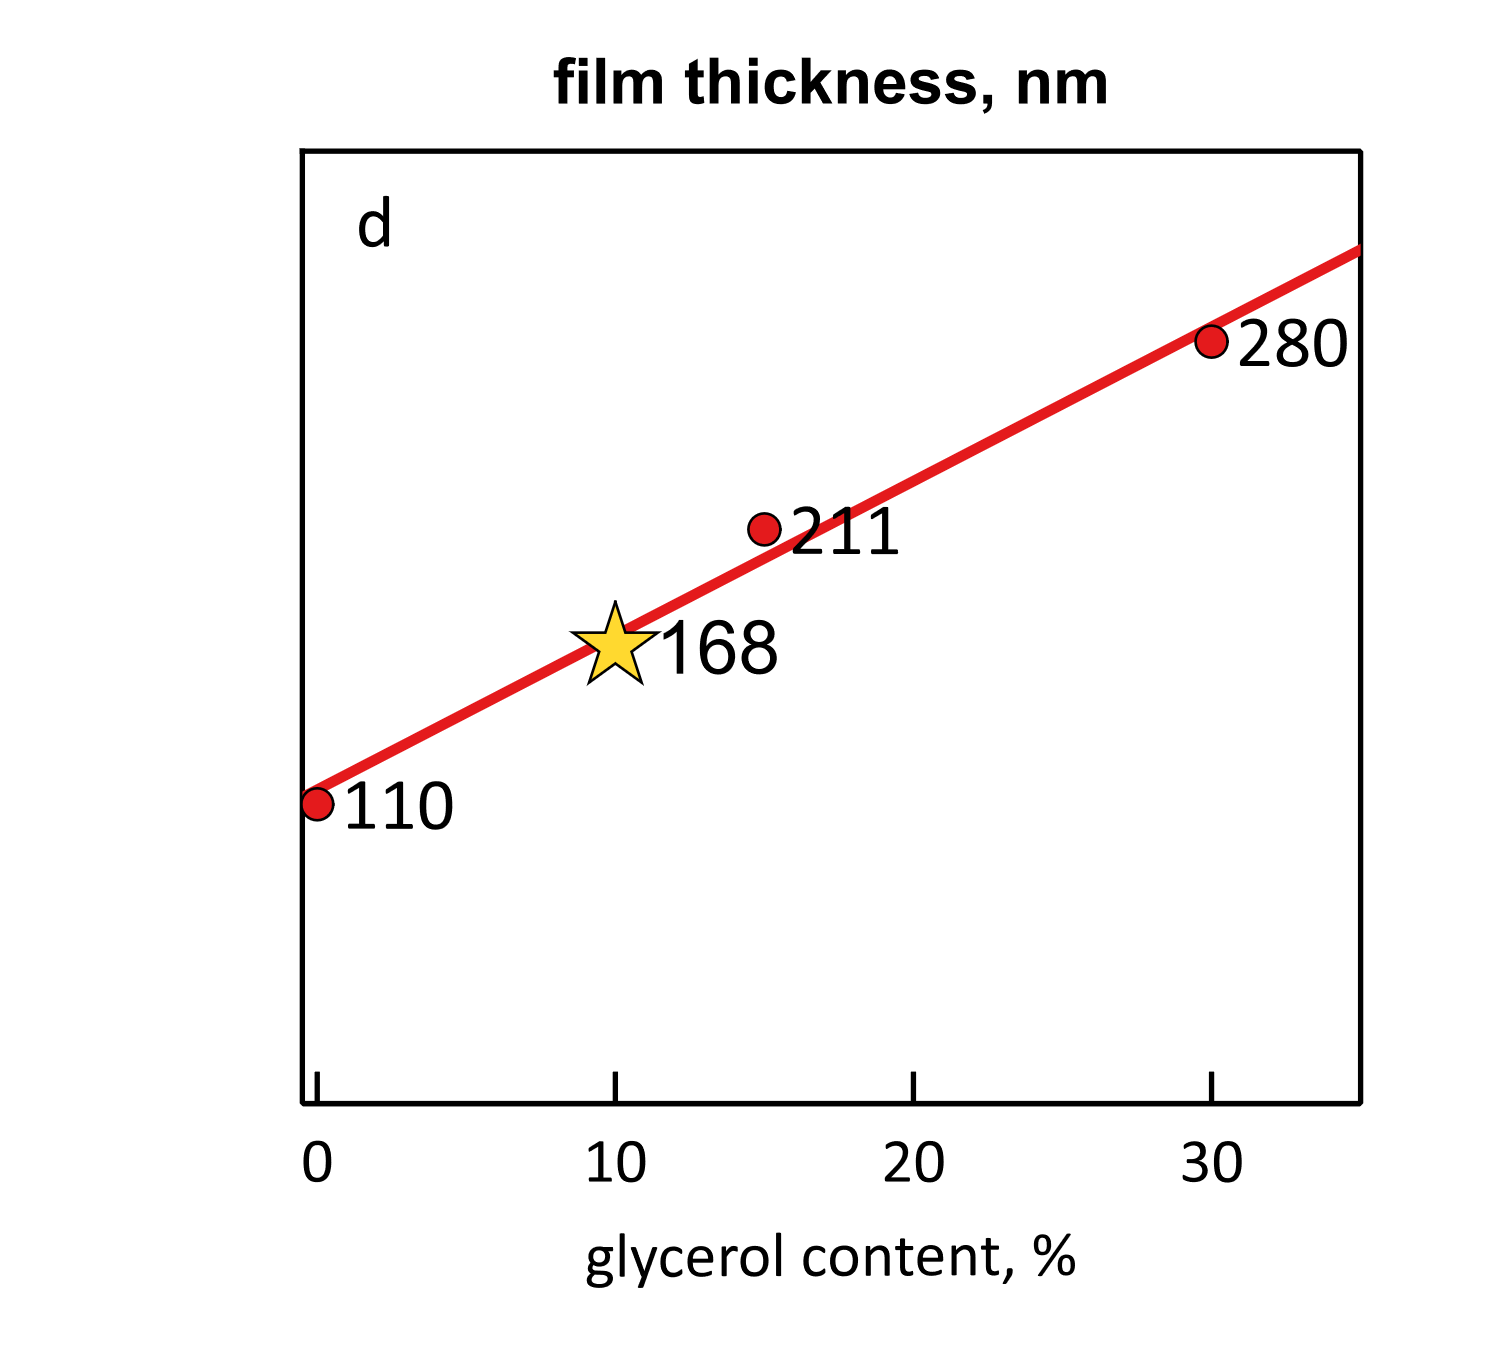 film thickness, nm
d
280
211
168
110
0 10 20 30
glycerol content, %